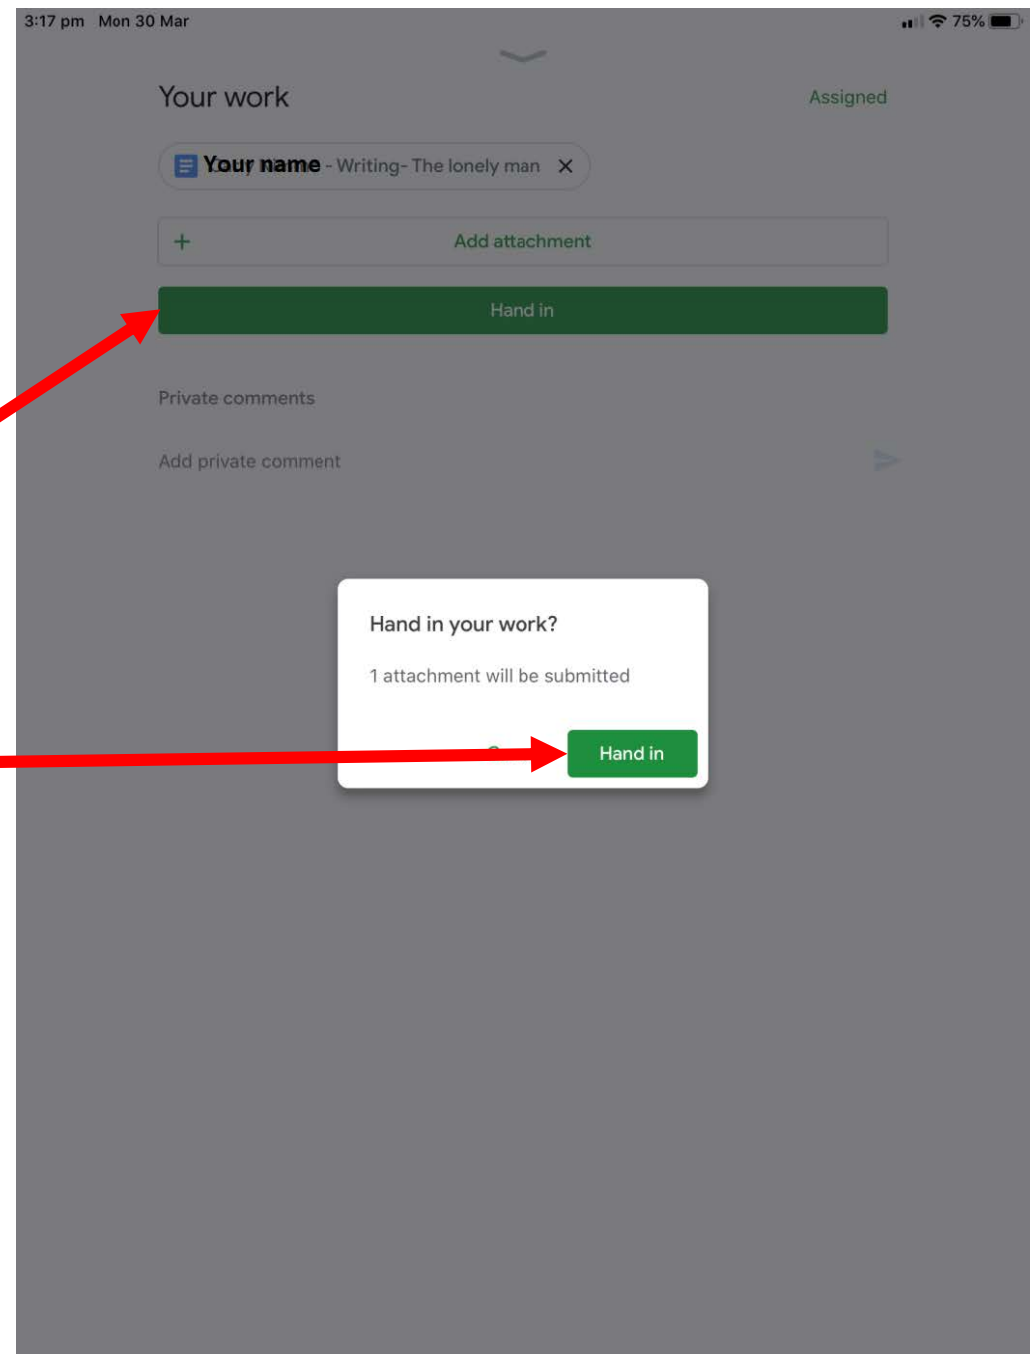 3:17 pm Mon 30 Mar 75%
Your work
Assigned
Your name - Writing- The lonely man
Add attachment
Hand in
Private comments
Add private comment
Hand in your work?
1 attachment will be submitted
Hand in